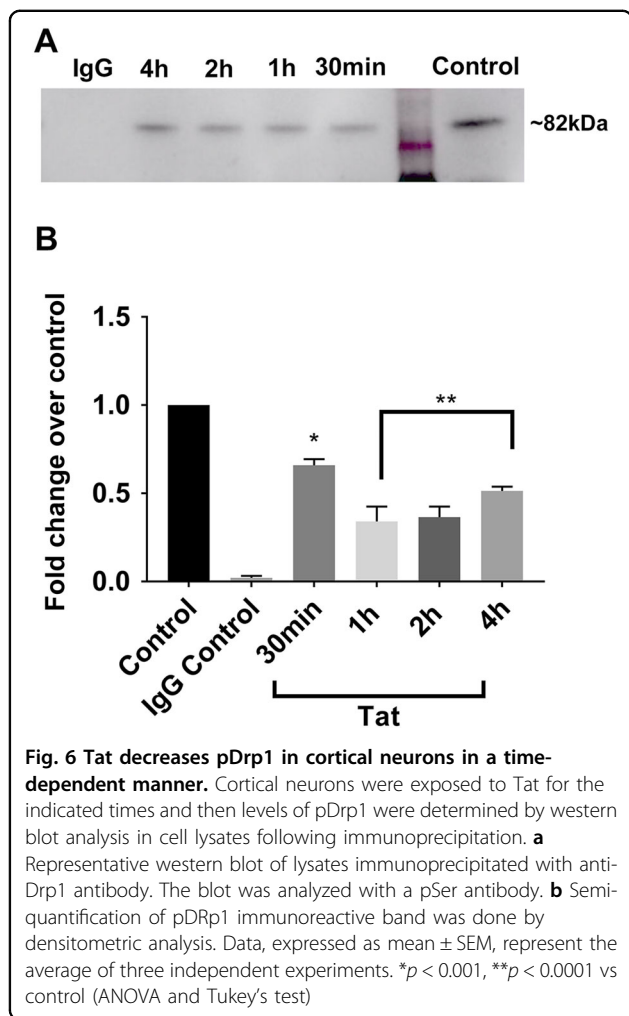 A
IgG 4h 2h 1h 30min Control
~82kDa
B
Fold change over control
1.5
1.0
0.5
0.0
*
**
Control
IgG Control
30min
1h
2h
4h
Tat
Fig. 6 Tat decreases pDrp1 in cortical neurons in a time-
dependent manner. Cortical neurons were exposed to Tat for the
indicated times and then levels of pDrp1 were determined by western
blot analysis in cell lysates following immunoprecipitation. a
Representative western blot of lysates immunoprecipitated with anti-
Drp1 antibody. The blot was analyzed with a pSer antibody. b Semi-
quantification of pDRp1 immunoreactive band was done by
densitometric analysis. Data, expressed as mean ± SEM, represent the
average of three independent experiments. *p < 0.001, **p < 0.0001 vs
control (ANOVA and Tukey's test)